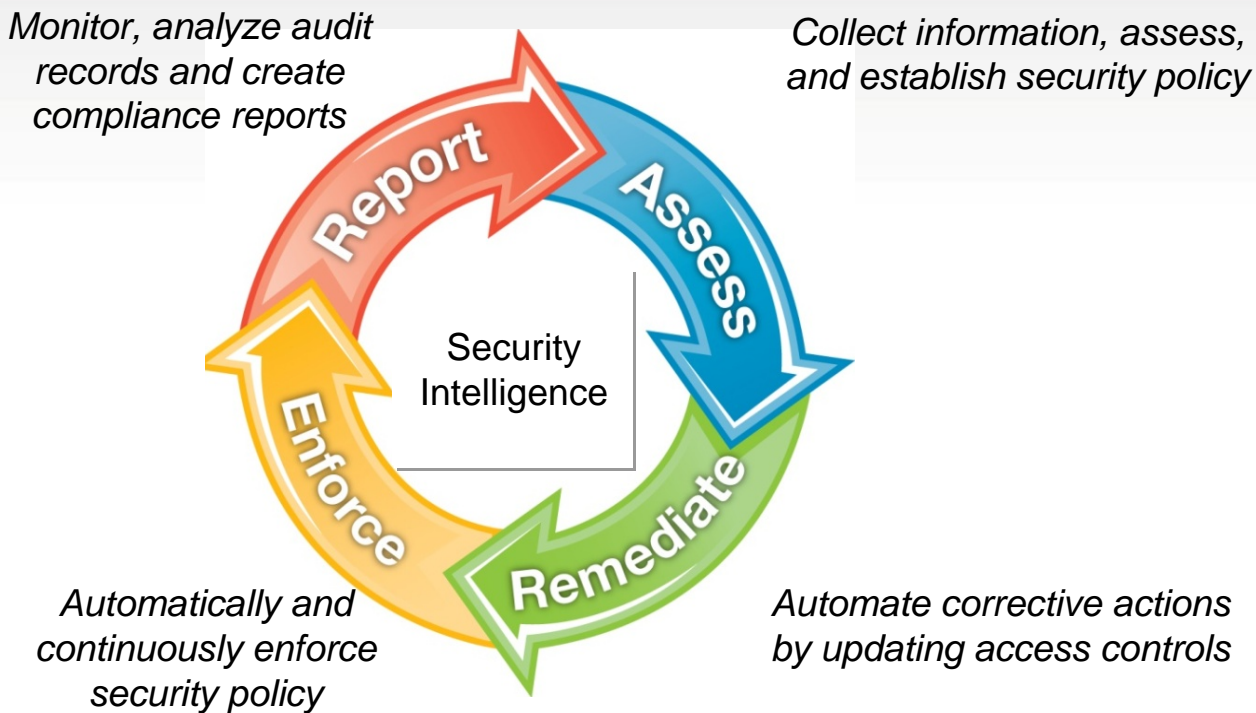 Monitor, analyze audit
records and create
compliance reports
Collect information, assess,
and establish security policy
Report
Assess
Security
Intelligence
Enforce
Remediate
Automatically and
continuously enforce
security policy
Automate corrective actions
by updating access controls